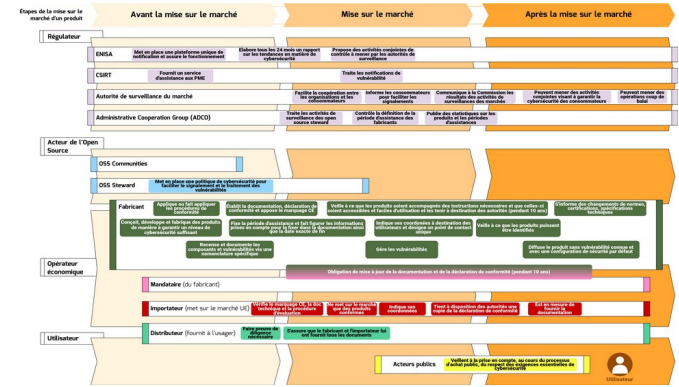 Étapes de la mise sur le
marché d'un produit
Avant la mise sur le marché
Mise sur le marché
Après la mise sur le marché
Régulateur
ENISA
Met en place une plateforme unique de
notification et assure le fonctionnement
Elabore tous les 24 mois un rapport
sur les tendances en matière de
cybersécurité
Propose des activités conjointes de
contrôle à mener par les autorités de
surveillance
CSIRT
Fournit un service
d'assistance aux PME
Traite les notifications de
vulnérabilité
Autorité de surveillance du marché
Facilite la coopération entre
les organisations et les
consommateurs
Informe les consommateurs
pour faciliter les
signalements
Communique à la Commission les
résultats des activités de
surveillance des marchés
Peuvent mener des activités
conjointes visant à garantir la
cybersécurité des consommateurs
Peuvent mener des
opérations coup de
balai
Administrative Cooperation Group (ADCO)
Traite les activités de
surveillance des open
source steward
Contrôle la définition de la
période d'assistance des
fabricants
Publie des statistiques sur les
produits et les périodes
d'assistances
Acteur de l'Open
Source
OSS Communities
OSS Steward
Met en place une politique de cybersécurité pour
faciliter le signalement et le traitement des
vulnérabilités
Opérateur
économique
Fabricant
Applique ou fait appliquer
les procédures de
conformité
Établit la documentation, déclaration de
conformité et appose le marquage CE
Veille à ce que les produits soient accompagnés des instructions nécessaires et que celles-ci
soient accessibles et faciles d'utilisation et les tenir à destination des autorités (pendant 10 ans)
S'informe des changements de normes,
certifications, spécifications
techniques
Conçoit, développe et fabrique des produits
de manière à garantir un niveau de
cybersécurité suffisant
Fixe la période d'assistance et fait figurer les informations
prises en compte pour la fixer dans la documentation ainsi
que la date exacte de fin
Indique ses coordonnées à destination des
utilisateurs et désigne un point de contact
unique
Veille à ce que les produits puissent
être identifiés
Recense et documente les
composants et vulnérabilités via une
nomenclature spécifique
Gère les vulnérabilités
Diffuse le produit sans vulnérabilité connue et
avec une configuration de sécurité par défaut
Obligation de mise à jour de la documentation et de la déclaration de conformité (pendant 10 ans)
Mandataire (du fabricant)
Importateur (met sur le marché UE)
Vérifie le marquage CE, la doc
technique et la procédure
d'évaluation
Ne met sur le marché
que des produits
conformes
Indique ses
coordonnées
Tient à disposition des autorités une
copie de la déclaration de conformité
Est en mesure de
fournir la
documentation
Utilisateur
Distributeur (fournit à l'usager)
Faire preuve de
diligence
nécessaire
S'assure que le fabricant et l'importateur lui
ont fournit tous les documents
Acteurs publics
Veillent à la prise en compte, au cours du processus
d'achat public, du respect des exigences essentielles de
cybersécurité
Utilisateur